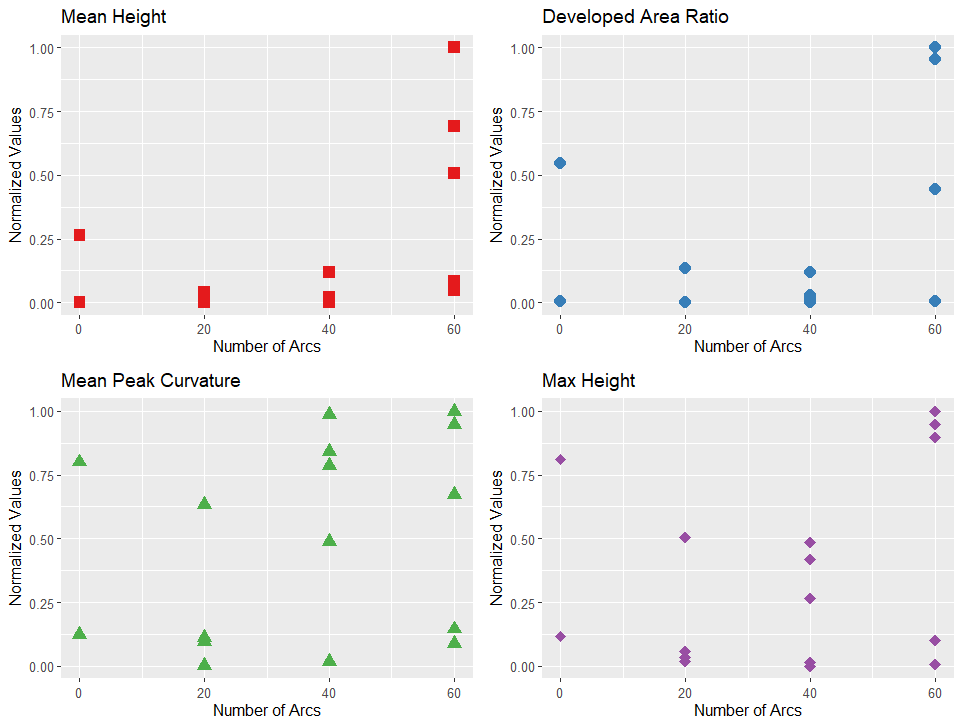 Mean Height
Normalized Values
1.00
0.75
0.50
0.25
0.00
0 20 40 60
Number of Arcs
Developed Area Ratio
Normalized Values
1.00
0.75
0.50
0.25
0.00
0 20 40 60
Number of Arcs
Mean Peak Curvature
Normalized Values
1.00
0.75
0.50
0.25
0.00
0 20 40 60
Number of Arcs
Max Height
Normalized Values
1.00
0.75
0.50
0.25
0.00
0 20 40 60
Number of Arcs